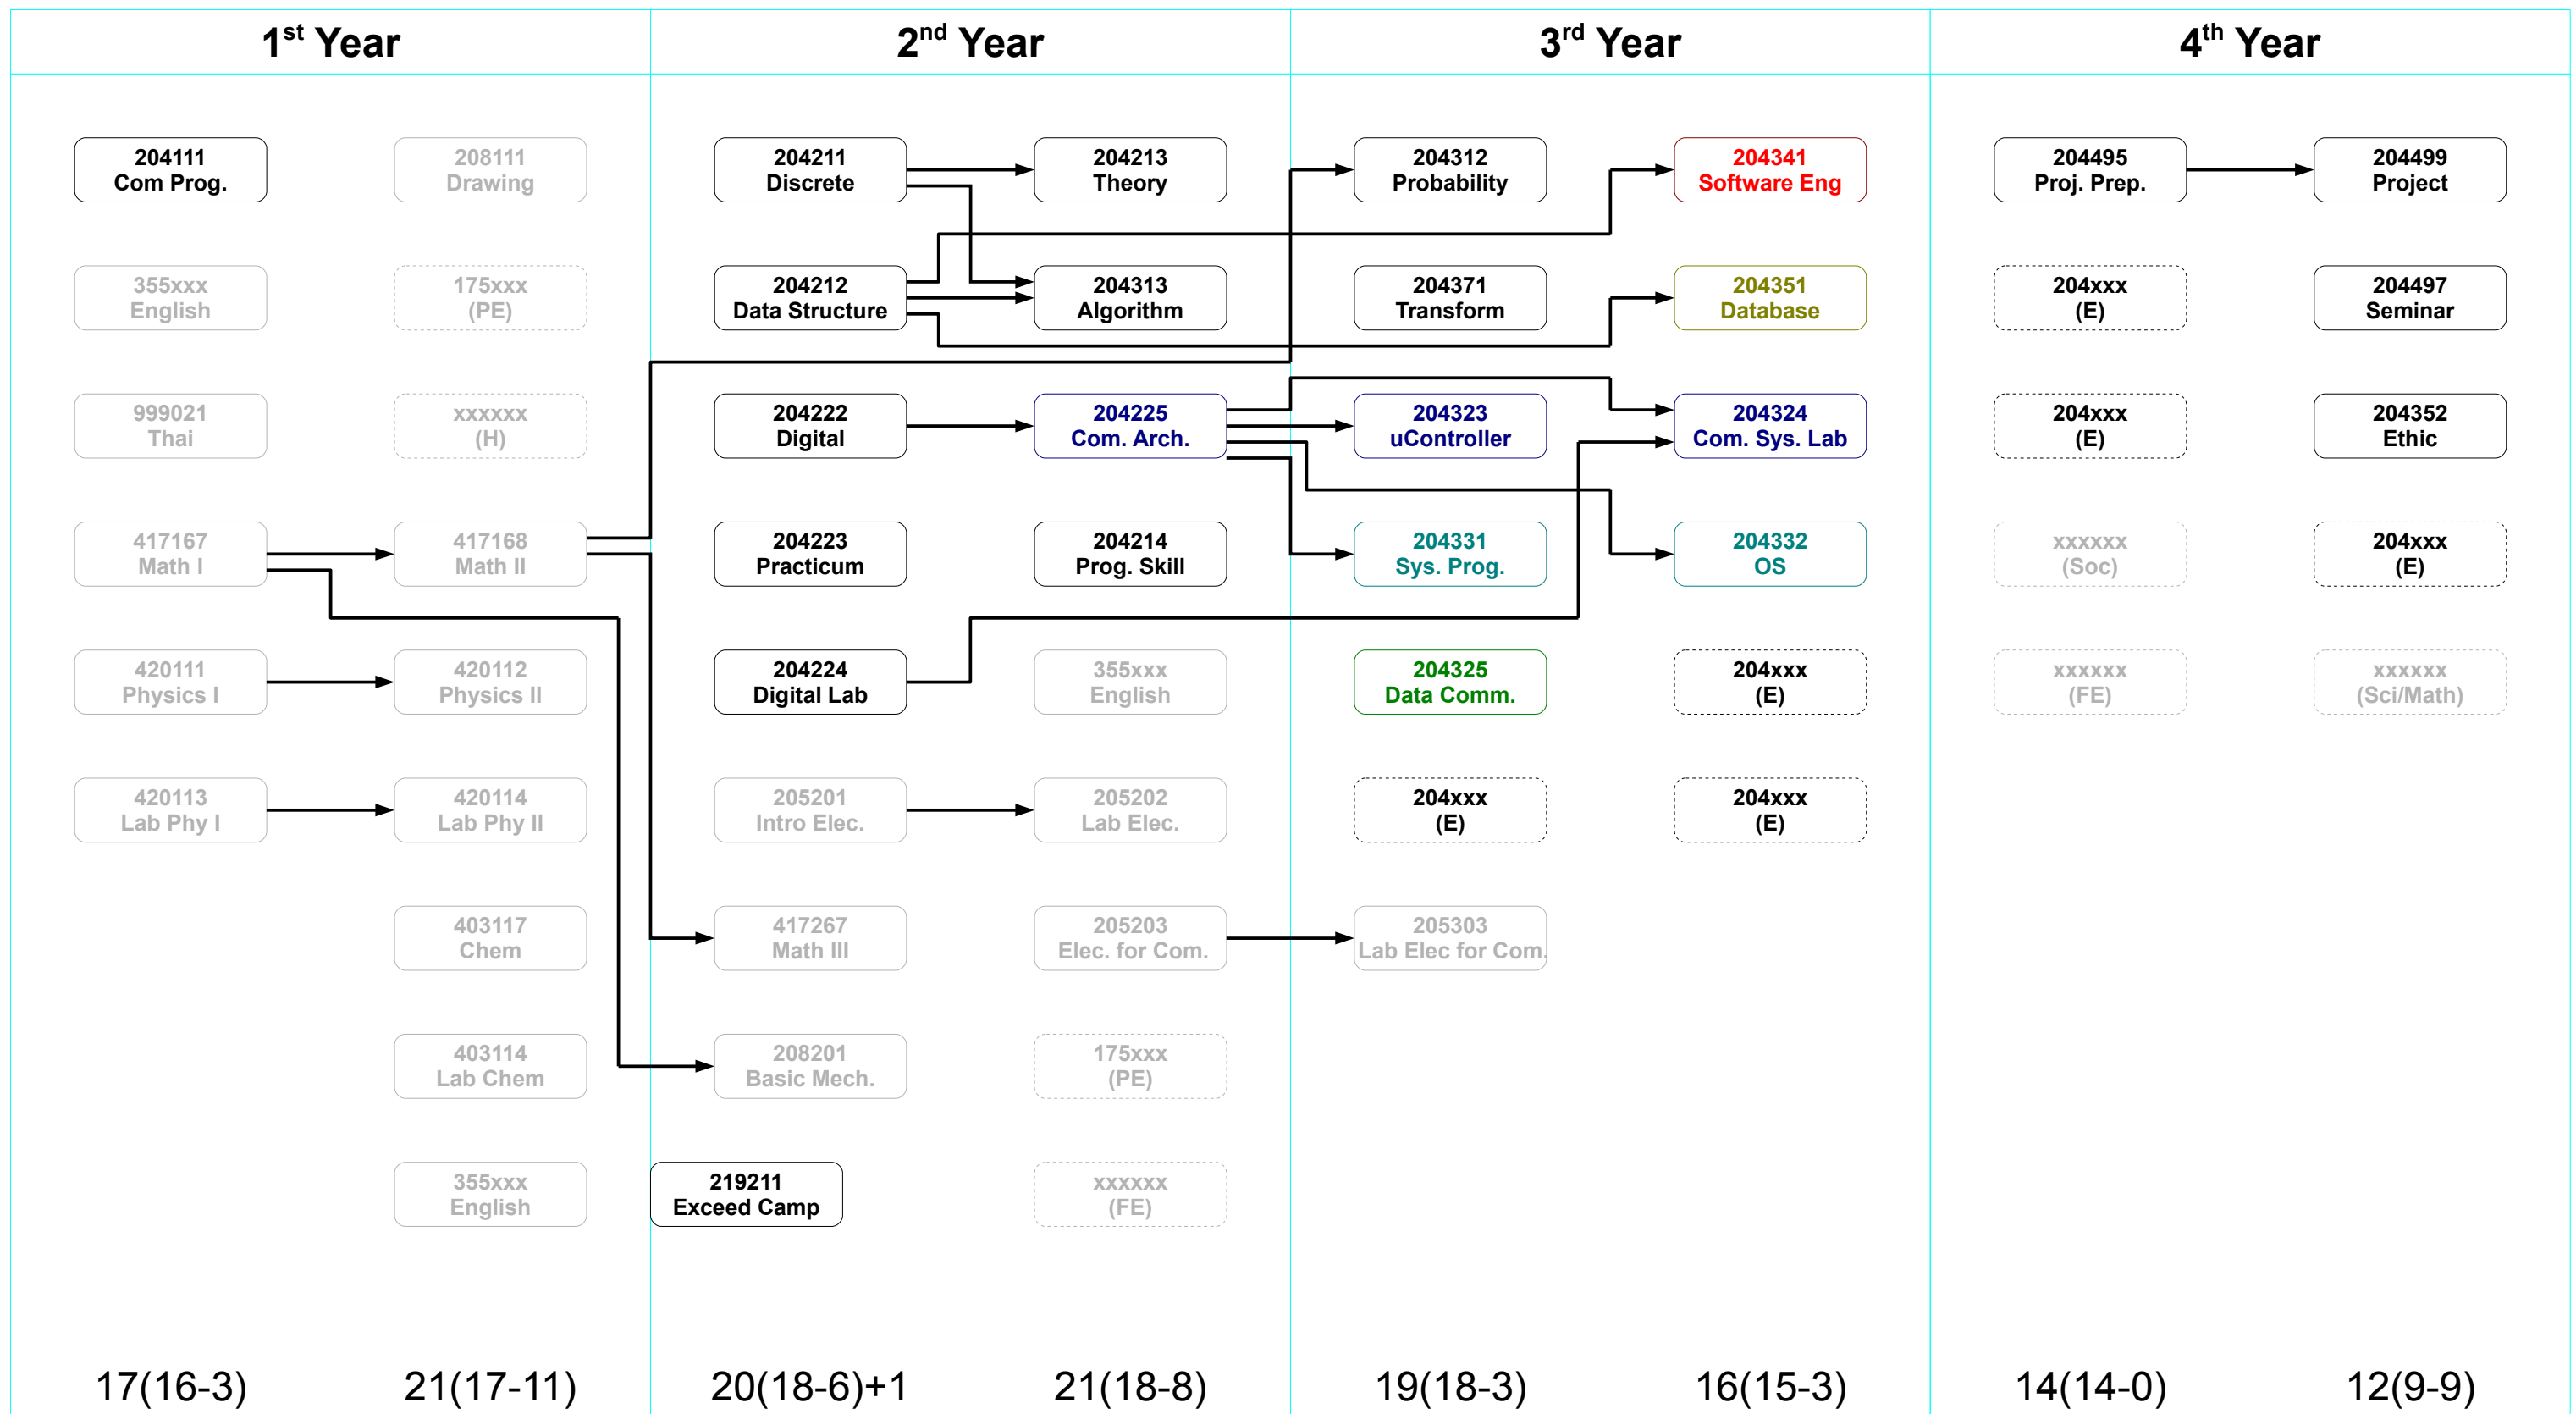 1st Year
2nd Year
3rd Year
4th Year
204111
Com Prog.
208111
Drawing
204211
Discrete
204213
Theory
204312
Probability
204341
Software Eng
204495
Proj. Prep.
204499
Project
355xxx
English
175xxx
(PE)
204212
Data Structure
204313
Algorithm
204371
Transform
204351
Database
204xxx
(E)
204497
Seminar
999021
Thai
xxxxxx
(H)
204222
Digital
204225
Com. Arch.
204323
uController
204324
Com. Sys. Lab
204xxx
(E)
204352
Ethic
417167
Math I
417168
Math II
204223
Practicum
204214
Prog. Skill
204331
Sys. Prog.
204332
OS
xxxxxx
(Soc)
204xxx
(E)
420111
Physics I
420112
Physics II
204224
Digital Lab
355xxx
English
204325
Data Comm.
204xxx
(E)
xxxxxx
(FE)
xxxxxx
(Sci/Math)
420113
Lab Phy I
420114
Lab Phy II
205201
Intro Elec.
205202
Lab Elec.
204xxx
(E)
204xxx
(E)
403117
Chem
417267
Math III
205203
Elec. for Com.
205303
Lab Elec for Com.
403114
Lab Chem
208201
Basic Mech.
175xxx
(PE)
355xxx
English
219211
Exceed Camp
xxxxxx
(FE)
17(16-3)
21(17-11)
20(18-6)+1
21(18-8)
19(18-3)
16(15-3)
14(14-0)
12(9-9)